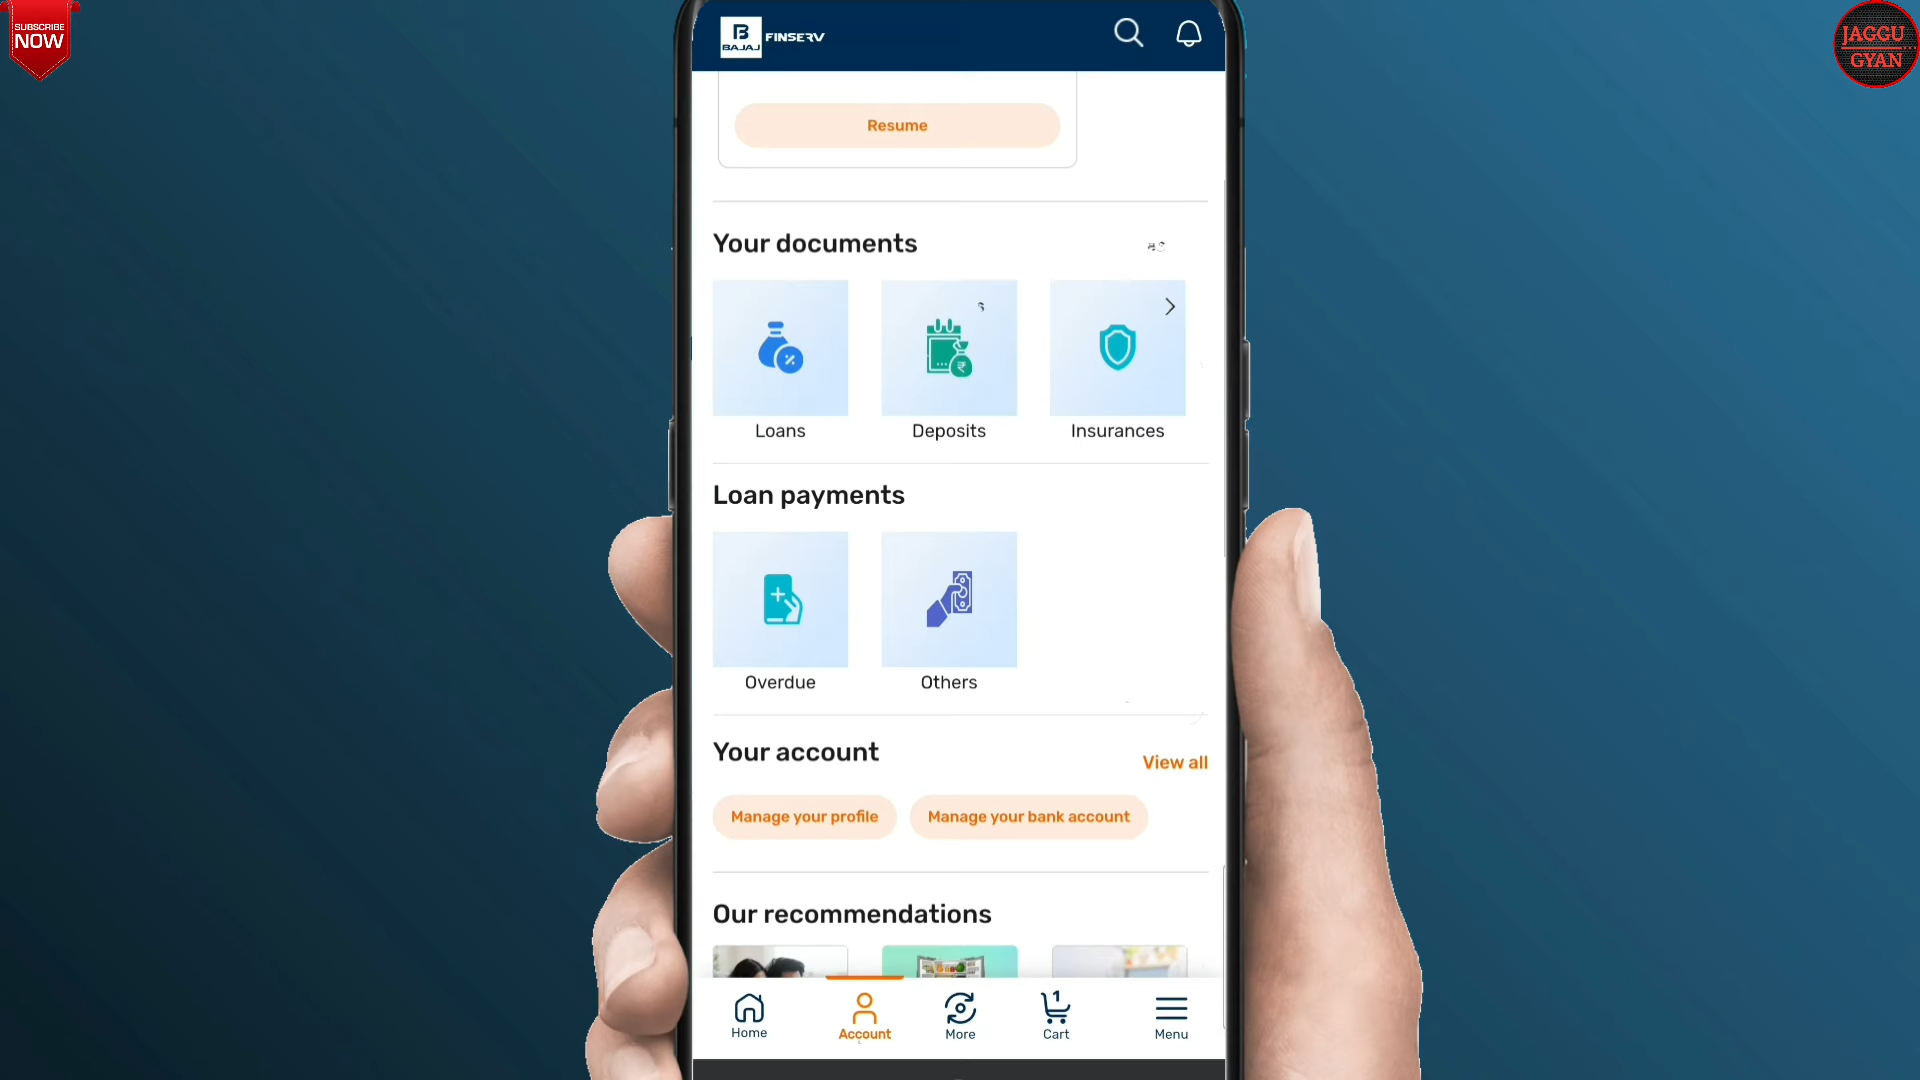 SUBSCRIBE
NOW
JAGGU
GYAN
B
BAJAJ
FINSERV
Resume
Your documents
Loans
Deposits
Insurances
Loan payments
Overdue
Others
Your account
View all
Manage your profile
Manage your bank account
Our recommendations
Home
Account
More
1
Cart
Menu